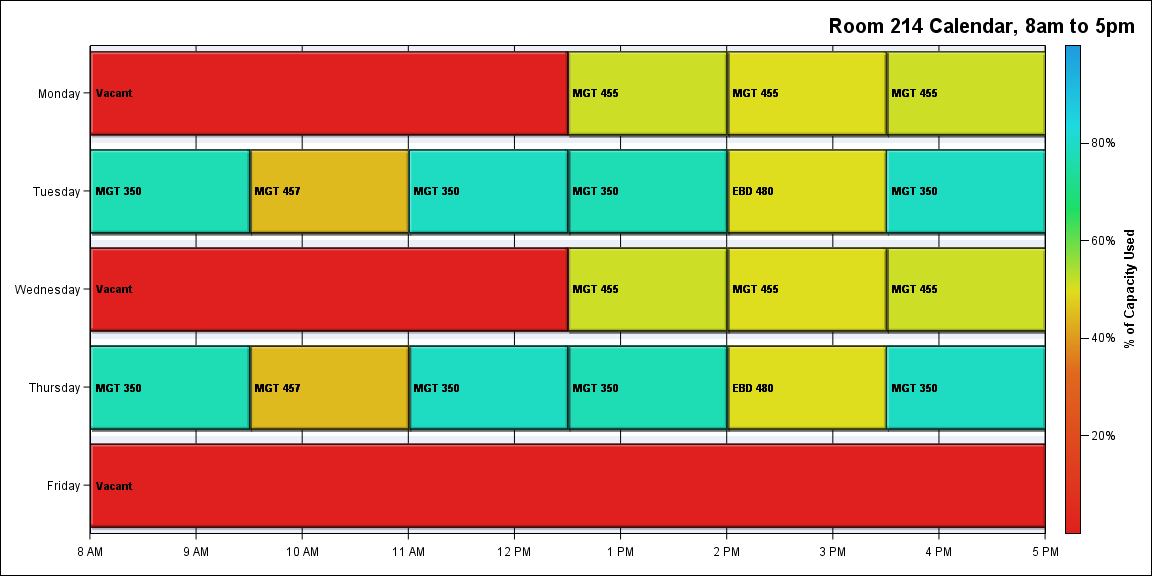 Room 214 Calendar, 8am to 5pm
Monday
Vacant
MGT 455
MGT 455
MGT 455
Tuesday
MGT 350
MGT 457
MGT 350
MGT 350
EBD 480
MGT 350
Wednesday
Vacant
MGT 455
MGT 455
MGT 455
Thursday
MGT 350
MGT 457
MGT 350
MGT 350
EBD 480
MGT 350
Friday
Vacant
8 AM
9 AM
10 AM
11 AM
12 PM
1 PM
2 PM
3 PM
4 PM
5 PM
80%
60%
40%
20%
% of Capacity Used